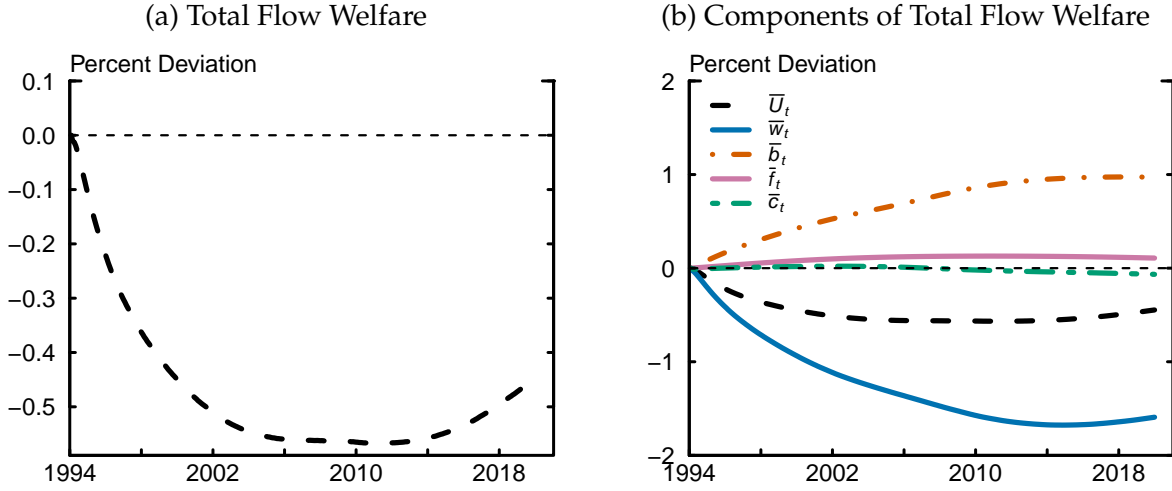 (a) Total Flow Welfare
Percent Deviation
0.1
0.0
−0.1
−0.2
−0.3
−0.4
−0.5
1994 2002 2010 2018
(b) Components of Total Flow Welfare
Percent Deviation
2
1
0
−1
−2
U̅t
w̅t
b̅t
f̅t
c̅t
1994 2002 2010 2018